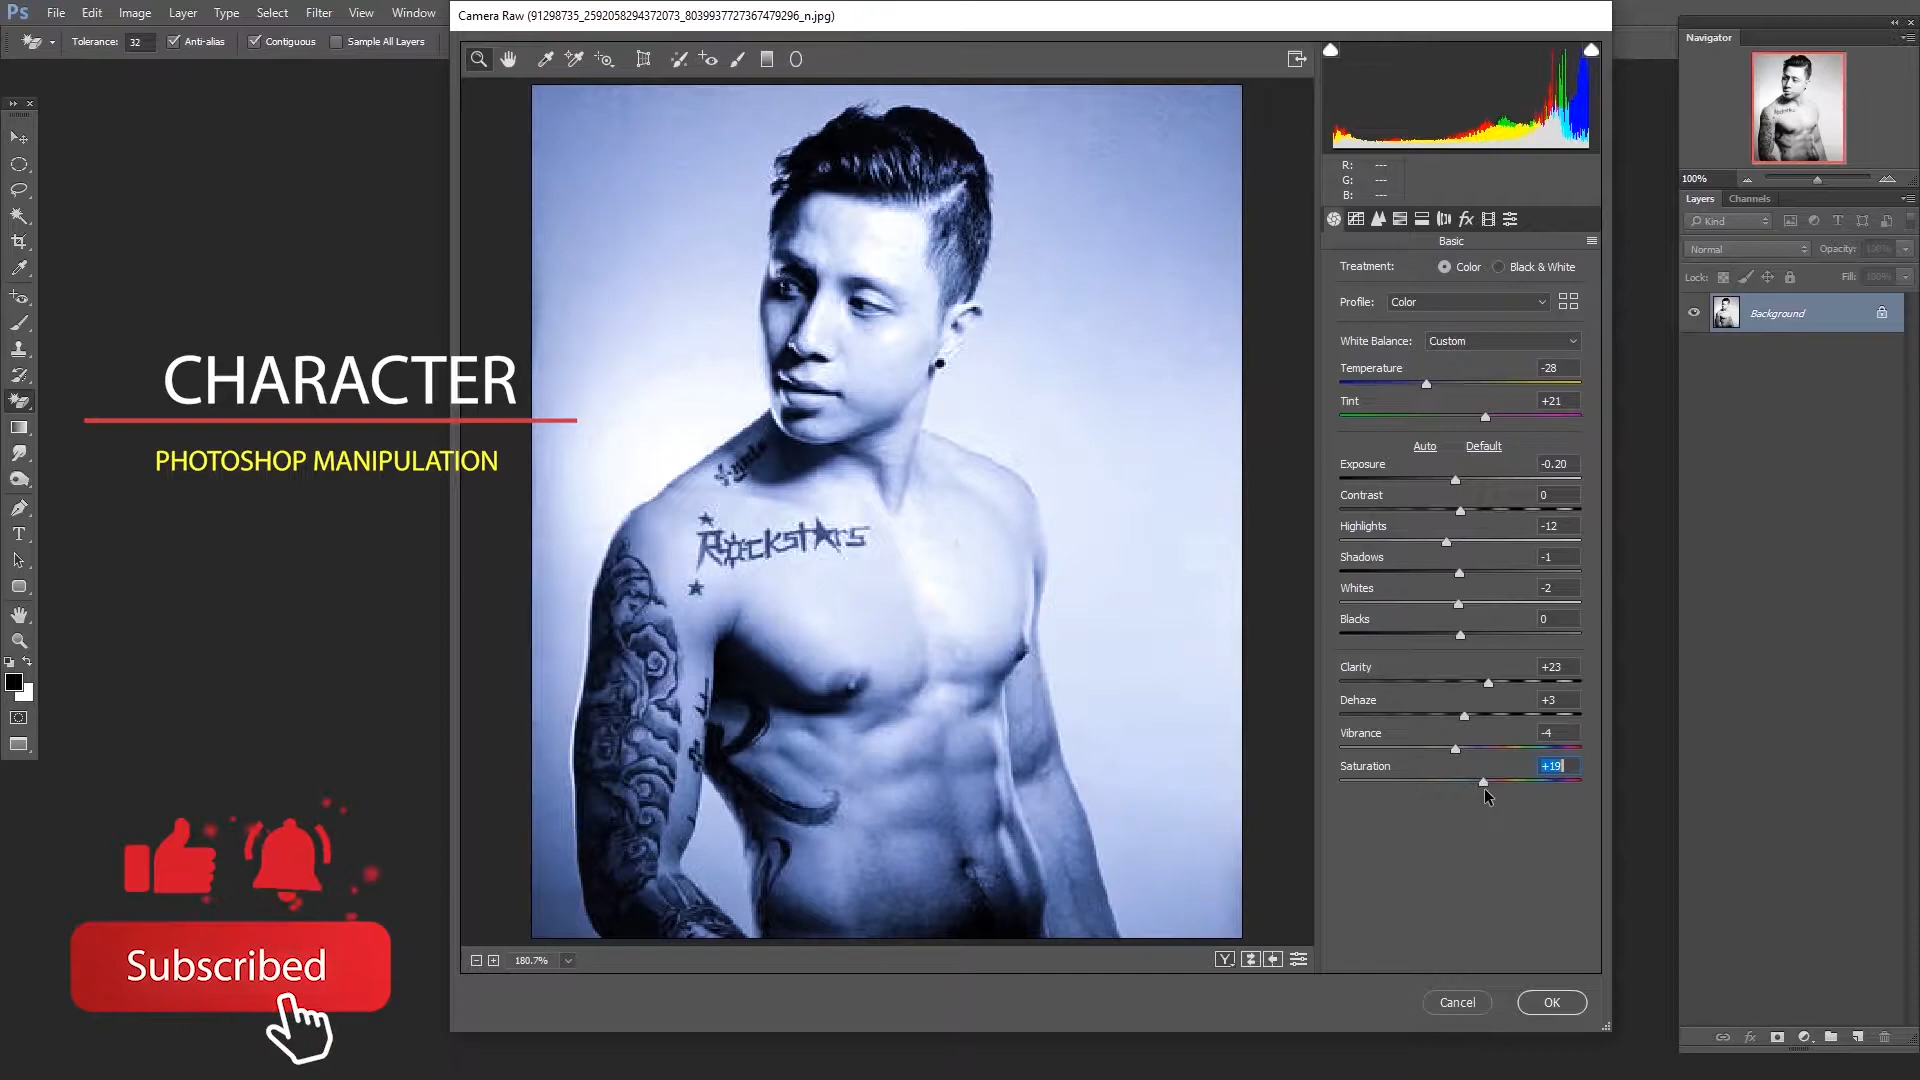 Ps File Edit Image Layer Type Select Filter View Window
Camera Raw (91298735_2592058294372073_8039937727367479296_n.jpg)
Tolerance: 32 Anti-alias Contiguous Sample All Layers
Navigator
100%
R: ---
G: ---
B: ---
Layers Channels
Kind
Normal Opacity: 100%
Lock: Fill: 100%
Background
Basic
Treatment: Color Black & White
Profile: Color
White Balance: Custom
Temperature -28
Tint +21
Auto Default
Exposure -0.20
Contrast 0
Highlights -12
Shadows -1
Whites -2
Blacks 0
Clarity +23
Dehaze +3
Vibrance -4
Saturation +19
CHARACTER
PHOTOSHOP MANIPULATION
Rockstars
Subscribed
180.7%
Y
Cancel OK